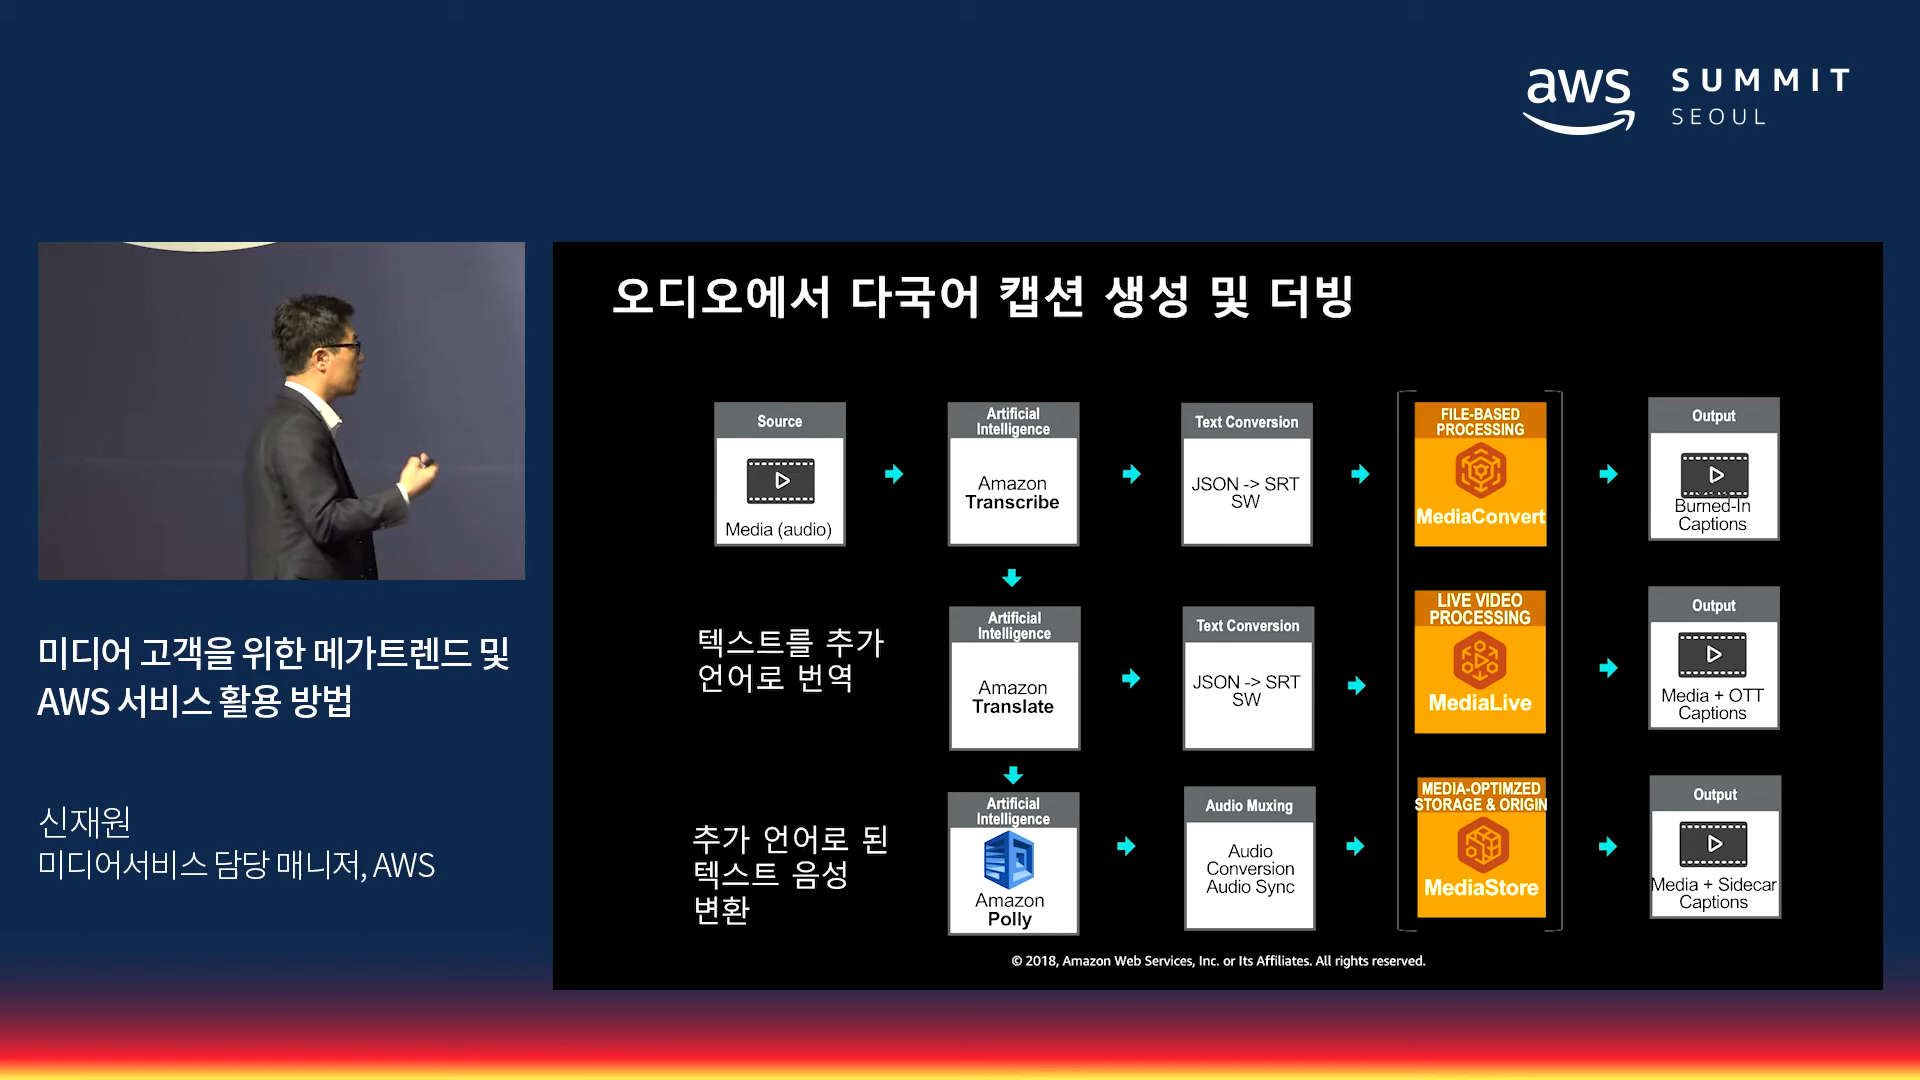 aws
SUMMIT
SEOUL
오디오에서 다국어 캡션 생성 및 더빙
Source
Media (audio)
Artificial
Intelligence
Amazon
Transcribe
Text Conversion
JSON -> SRT
SW
FILE-BASED
PROCESSING
MediaConvert
Output
Burned-In
Captions
텍스트를 추가
언어로 번역
Artificial
Intelligence
Amazon
Translate
Text Conversion
JSON -> SRT
SW
LIVE VIDEO
PROCESSING
MediaLive
Output
Media + OTT
Captions
추가 언어로 된
텍스트 음성
변환
Artificial
Intelligence
Amazon
Polly
Audio Muxing
Audio
Conversion
Audio Sync
MEDIA-OPTIMZED
STORAGE & ORIGIN
MediaStore
Output
Media + Sidecar
Captions
© 2018, Amazon Web Services, Inc. or Its Affiliates. All rights reserved.
미디어 고객을 위한 메가트렌드 및
AWS 서비스 활용 방법
신재원
미디어서비스 담당 매니저, AWS